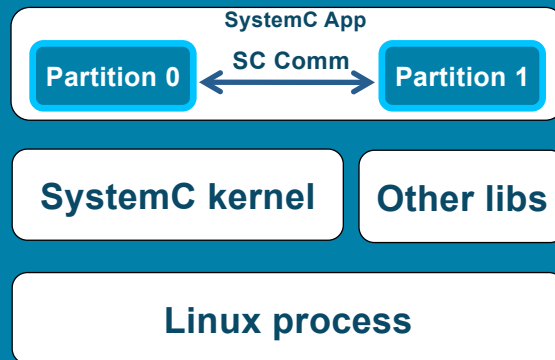 SystemC App
Partition 0
SC Comm
Partition 1
SystemC kernel
Other libs
Linux process